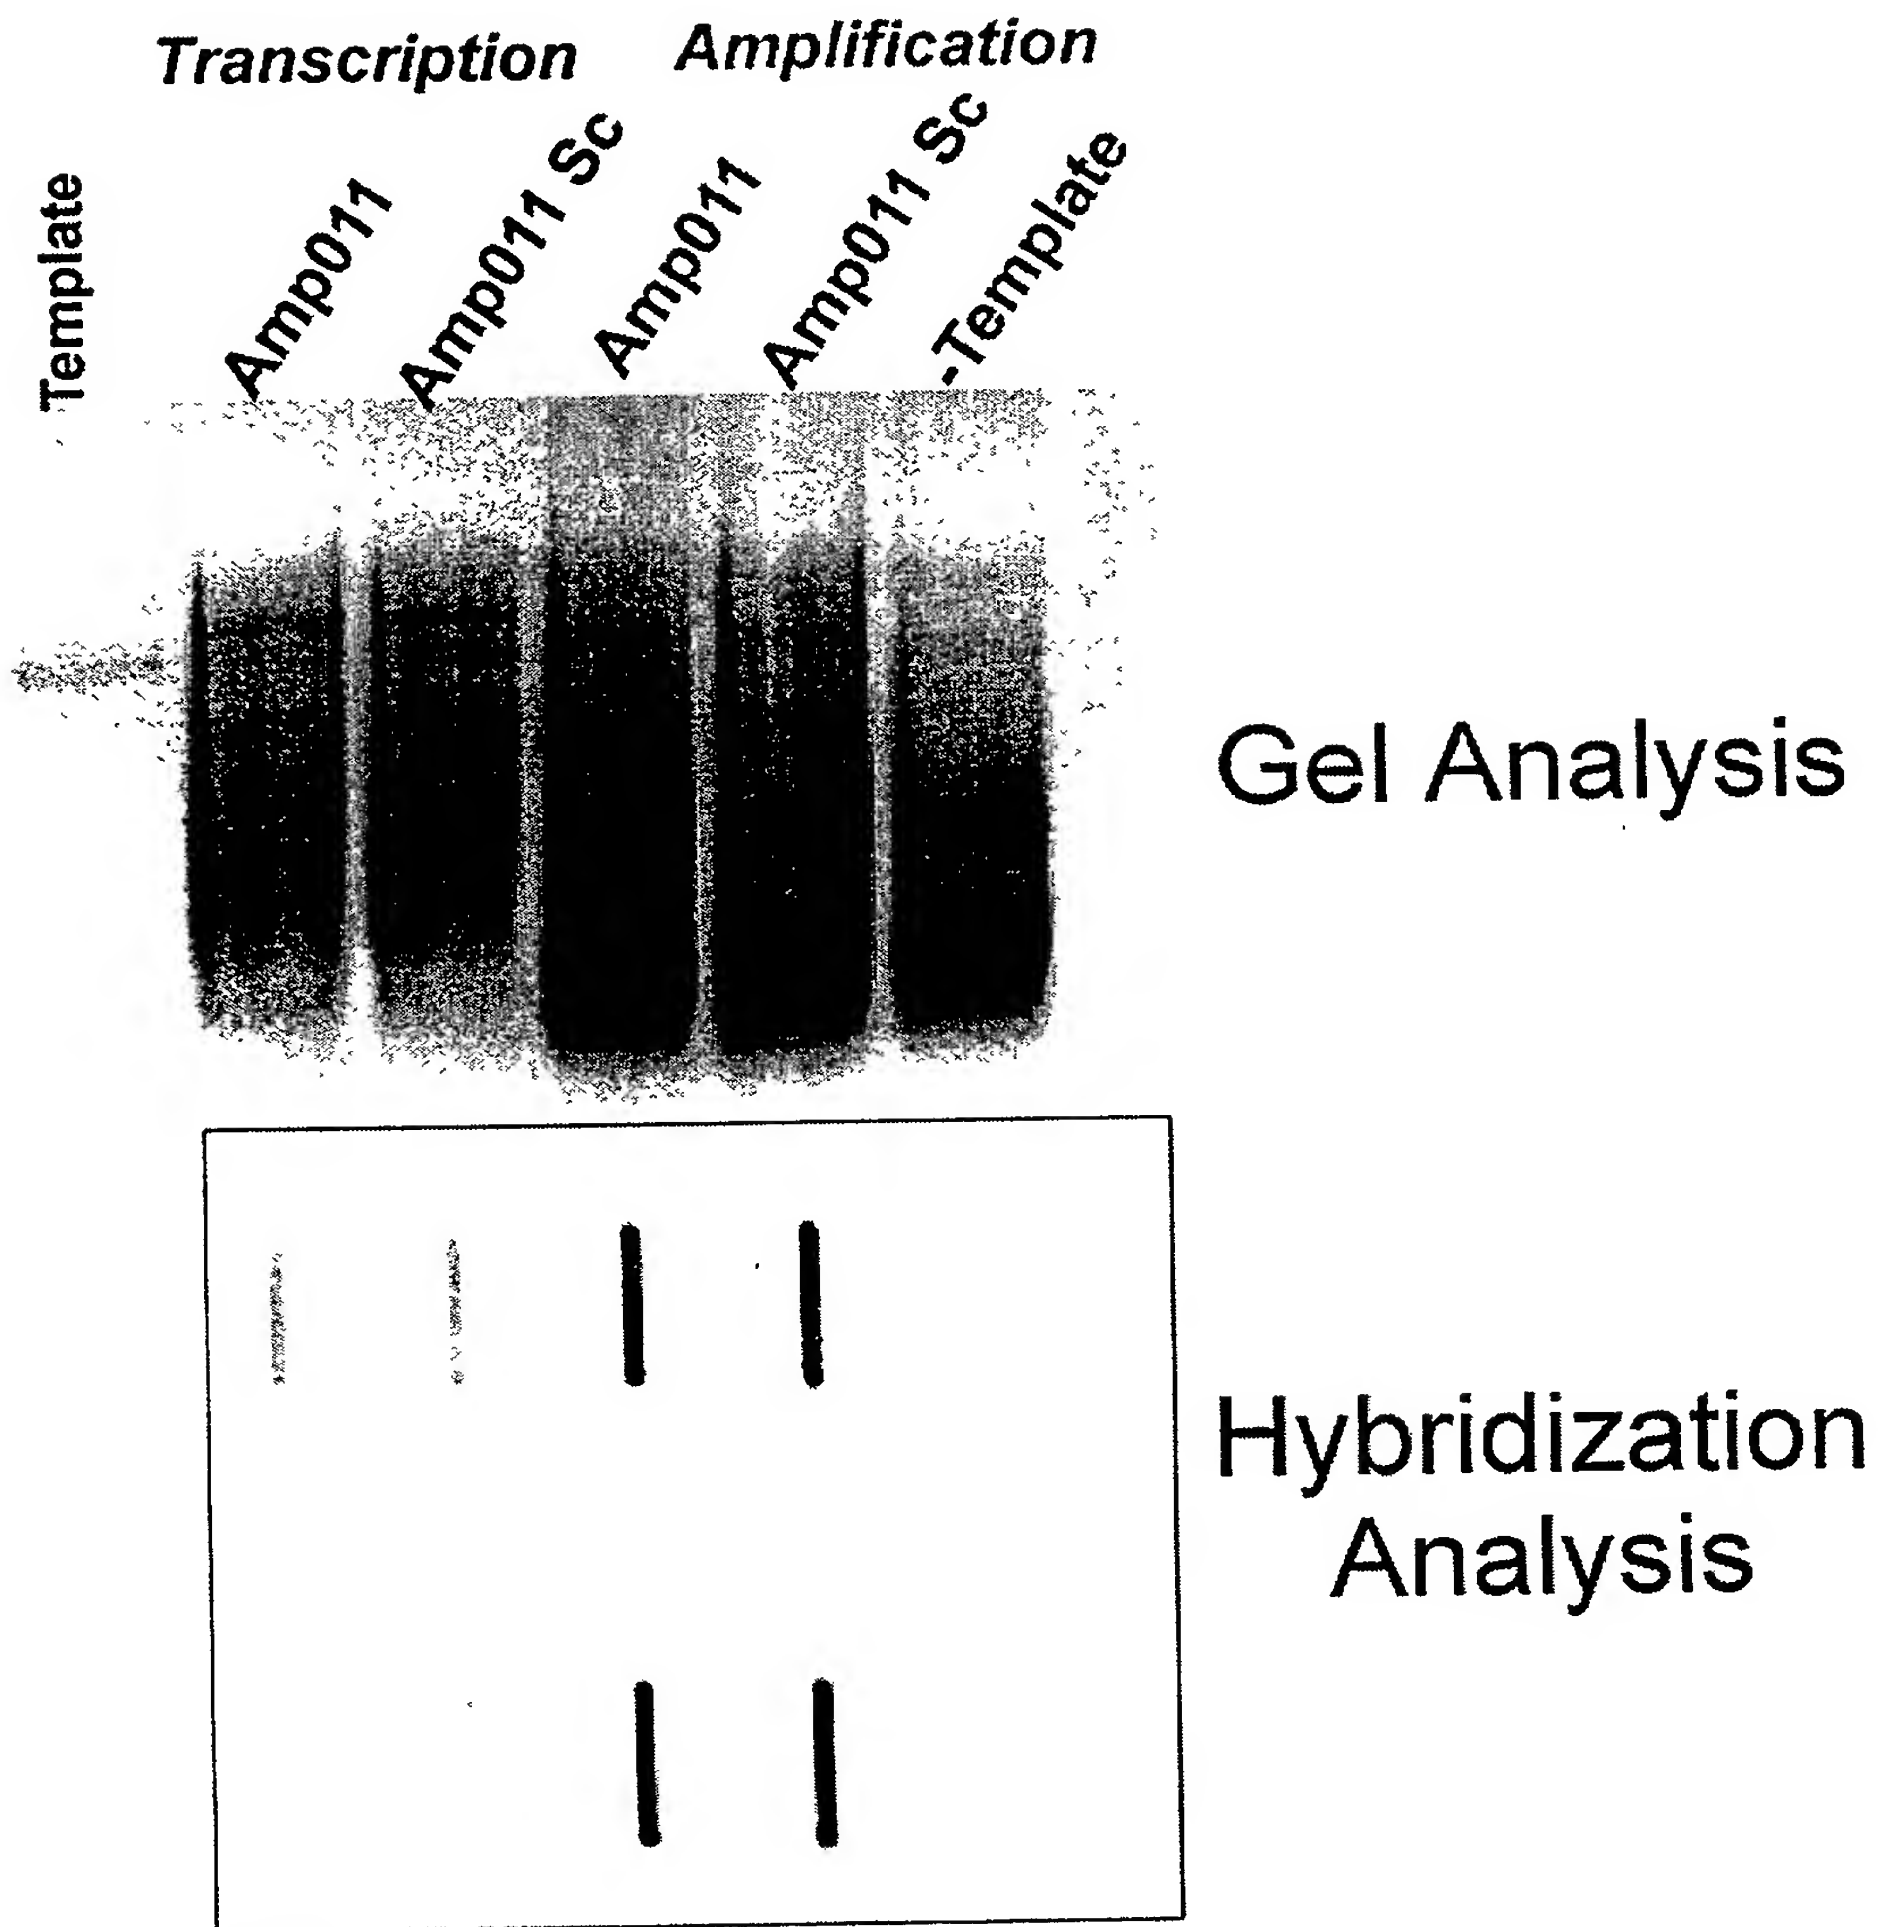 Transcription
Amplification
Template
Amp011
Amp011 Sc
Amp011
Amp011 Sc
-Template
Gel Analysis
Hybridization
Analysis